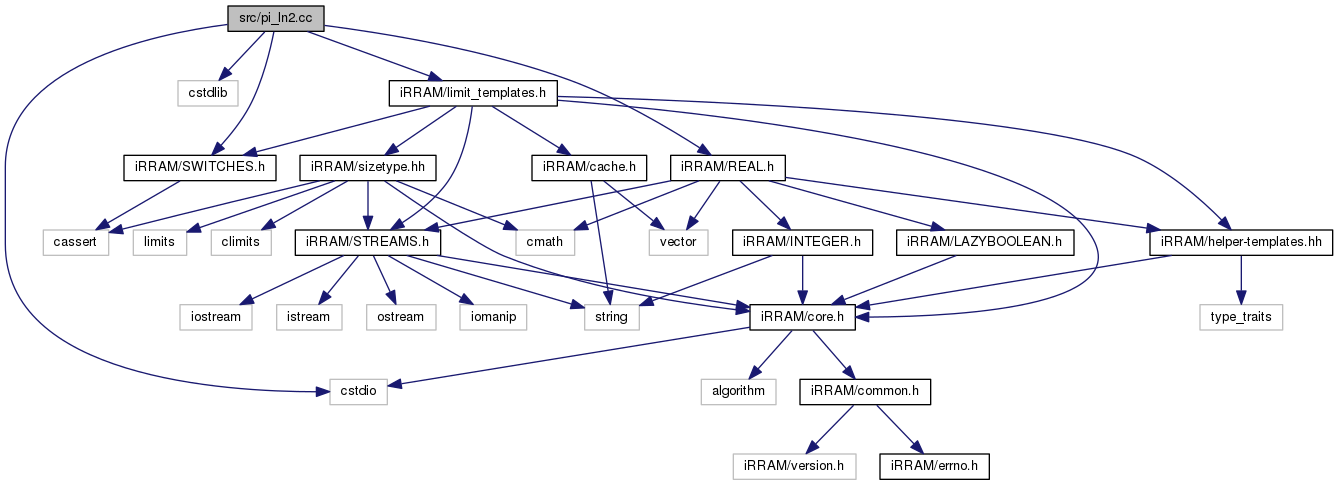 src/pi_ln2.cc
cstdlib
iRRAM/limit_templates.h
iRRAM/SWITCHES.h
iRRAM/sizetype.hh
iRRAM/cache.h
iRRAM/REAL.h
cassert
limits
climits
iRRAM/STREAMS.h
cmath
vector
iRRAM/INTEGER.h
iRRAM/LAZYBOOLEAN.h
iRRAM/helper-templates.hh
iostream
istream
ostream
iomanip
string
iRRAM/core.h
type_traits
cstdio
algorithm
iRRAM/common.h
iRRAM/version.h
iRRAM/errno.h